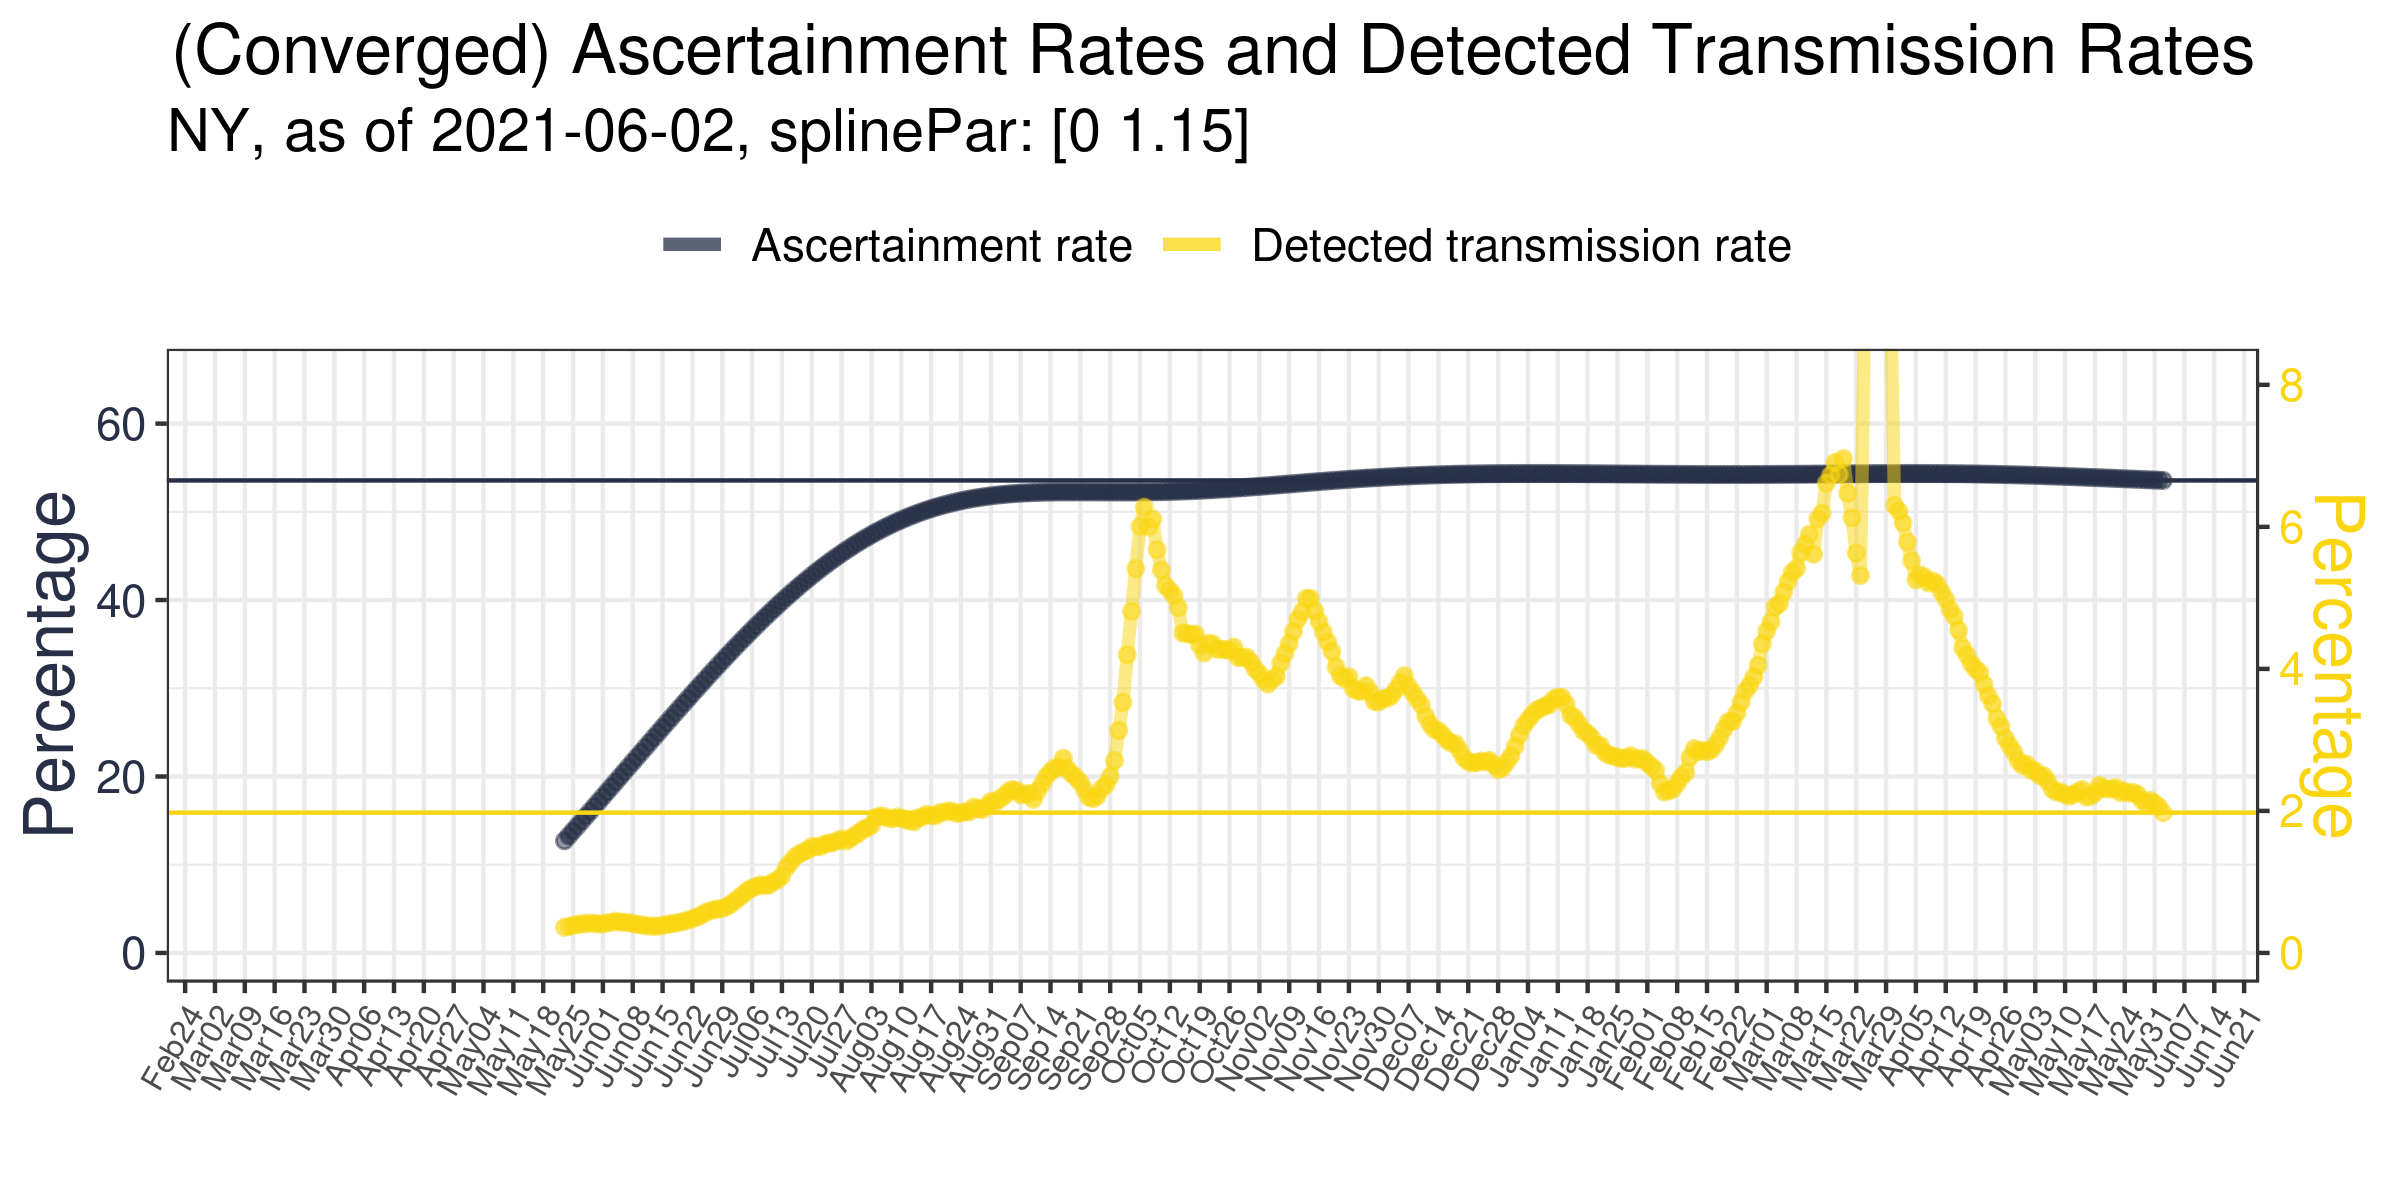 (Converged) Ascertainment Rates and Detected Transmission Rates
NY, as of 2021-06-02, splinePar: [0 1.15]
Ascertainment rate
Detected transmission rate
Percentage
60
40
20
0
8
6
4
2
0
Percentage
Feb24
Mar02
Mar09
Mar16
Mar23
Mar30
Apr06
Apr13
Apr20
Apr27
May04
May11
May18
May25
Jun01
Jun08
Jun15
Jun22
Jun29
Jul06
Jul13
Jul20
Jul27
Aug03
Aug10
Aug17
Aug24
Aug31
Sep07
Sep14
Sep21
Sep28
Oct05
Oct12
Oct19
Oct26
Nov02
Nov09
Nov16
Nov23
Nov30
Dec07
Dec14
Dec21
Dec28
Jan04
Jan11
Jan18
Jan25
Feb01
Feb08
Feb15
Feb22
Mar01
Mar08
Mar15
Mar22
Mar29
Apr05
Apr12
Apr19
Apr26
May03
May10
May17
May24
May31
Jun07
Jun14
Jun21